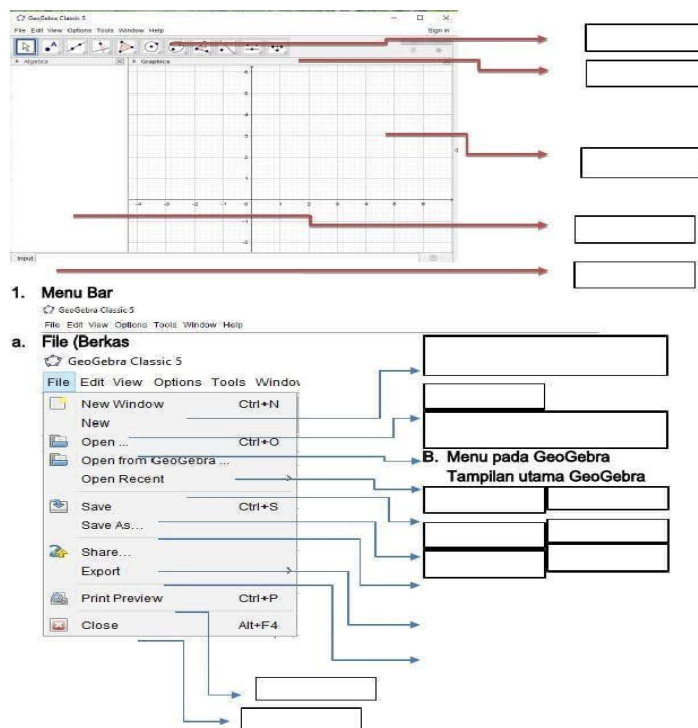 GeoGebra Classic 5
File Edit View Options Tools Window Help
Sign in
Algebra
Graphics
Input
1. Menu Bar
GeoGebra Classic 5
File Edit View Options Tools Window Help
a. File (Berkas
GeoGebra Classic 5
File Edit View Options Tools Window
New Window Ctrl+N
New
Open ... Ctrl+O
Open from GeoGebra ...
Open Recent
Save Ctrl+S
Save As...
Share...
Export
Print Preview Ctrl+P
Close Alt+F4
B. Menu pada GeoGebra
Tampilan utama GeoGebra